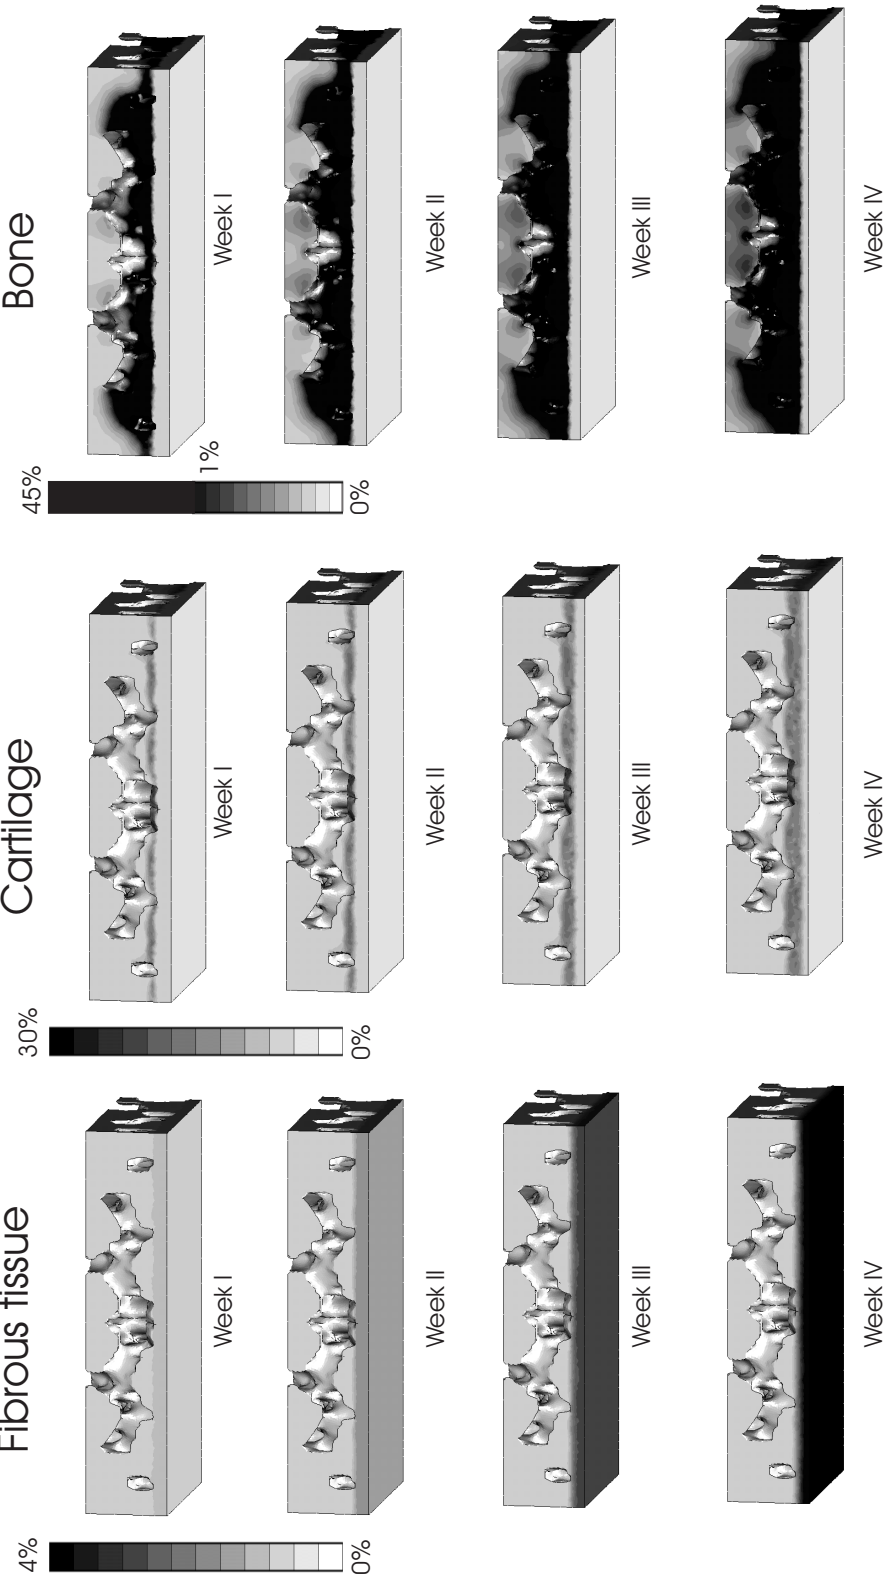 Bone
45%
1%
0%
Week I
Week II
Week III
Week IV
Cartilage
30%
0%
Week I
Week II
Week III
Week IV
Fibrous tissue
4%
0%
Week I
Week II
Week III
Week IV